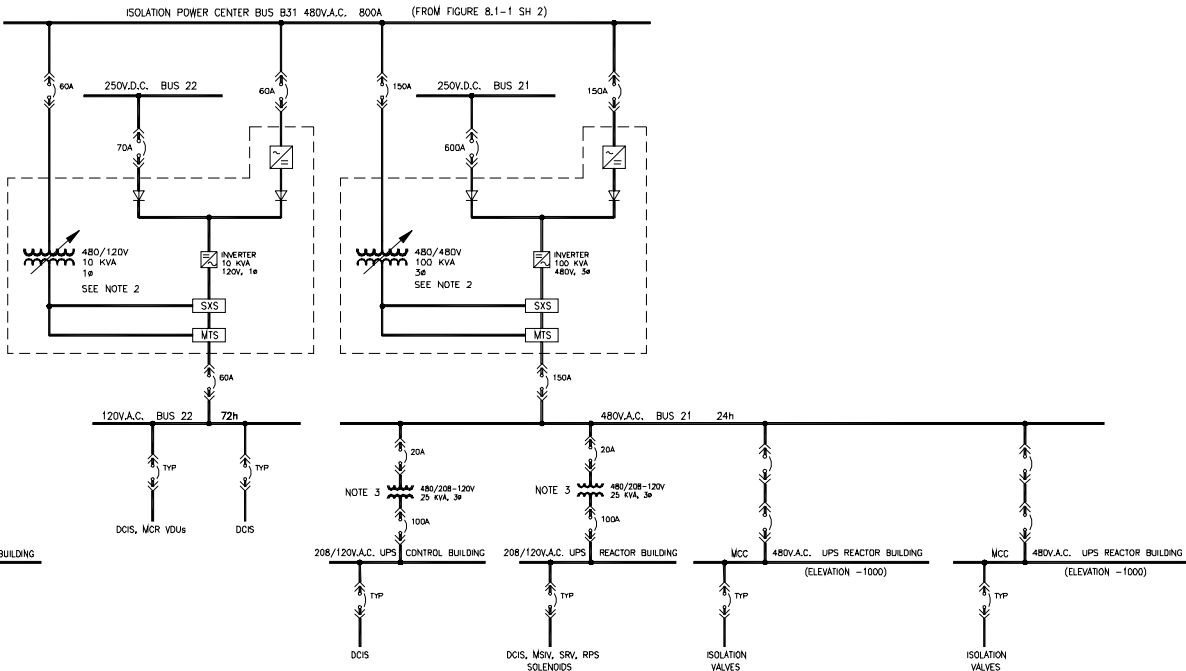 ISOLATION POWER CENTER BUS B31 480V.A.C. 800A (FROM FIGURE 8.1-1 SH 2)
60A
250V.D.C. BUS 22
60A
150A
250V.D.C. BUS 21
150A
70A
600A
480/120V
10 KVA
1ø
SEE NOTE 2
INVERTER
10 KVA
120V, 1ø
480/480V
100 KVA
3ø
SEE NOTE 2
INVERTER
100 KVA
480V, 3ø
SXS
SXS
MTS
MTS
60A
150A
120V.A.C. BUS 22 72h
480V.A.C. BUS 21 24h
TYP
TYP
20A
20A
NOTE 3
480/208-120V
25 KVA, 3ø
NOTE 3
480/208-120V
25 KVA, 3ø
DCIS, MCR VDUs
DCIS
100A
100A
BUILDING
208/120V.A.C. UPS CONTROL BUILDING
208/120V.A.C. UPS REACTOR BUILDING
MCC 480V.A.C. UPS REACTOR BUILDING
(ELEVATION -1000)
MCC 480V.A.C. UPS REACTOR BUILDING
(ELEVATION -1000)
TYP
TYP
TYP
TYP
DCIS
DCIS, MSIV, SRV, RPS
SOLENOIDS
ISOLATION
VALVES
ISOLATION
VALVES